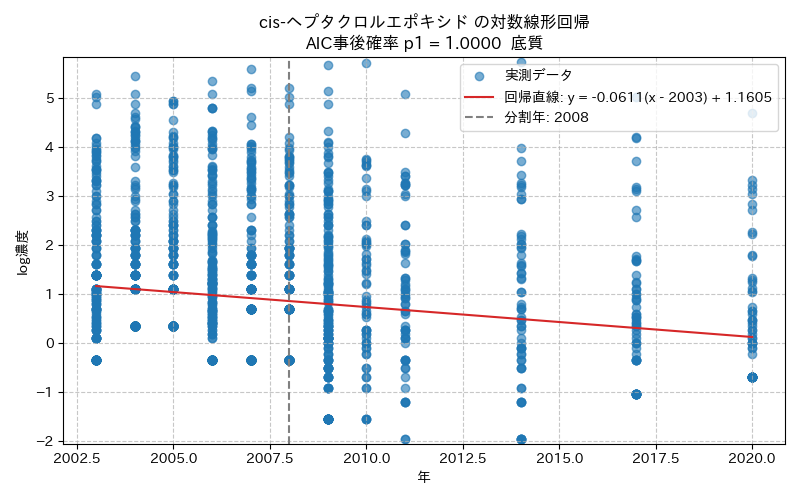 cis-ヘプタクロルエポキシド の対数線形回帰
AIC事後確率 p1 = 1.0000 底質
実測データ
回帰直線: y = -0.0611(x - 2003) + 1.1605
分割年: 2008
log濃度
5
4
3
2
1
0
−1
−2
2002.5 2005.0 2007.5 2010.0 2012.5 2015.0 2017.5 2020.0
年